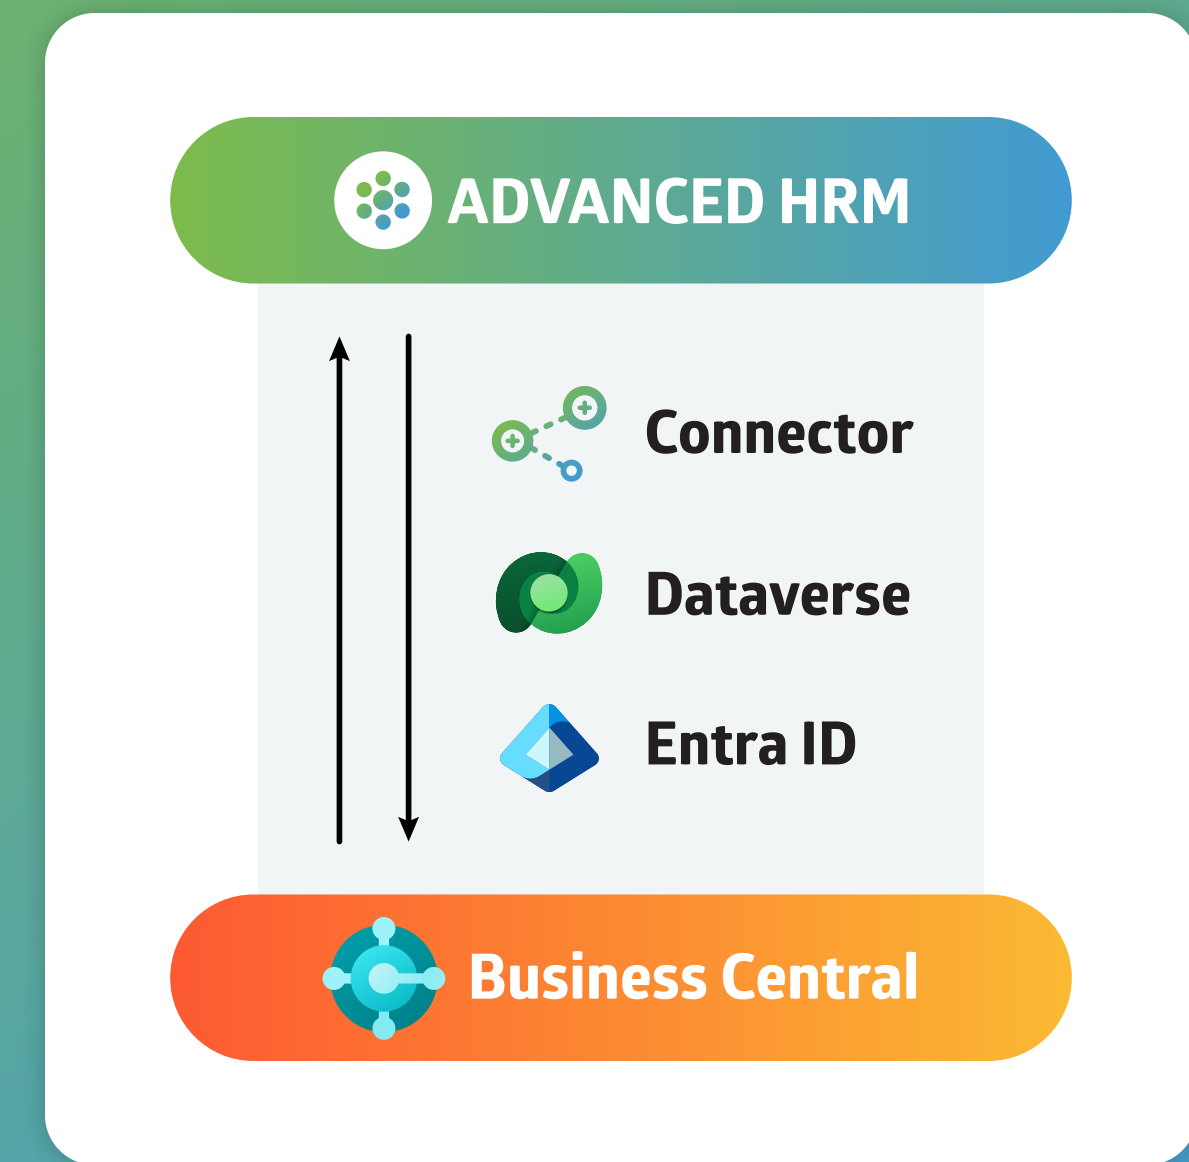 ADVANCED HRM
Connector
Dataverse
Entra ID
Business Central